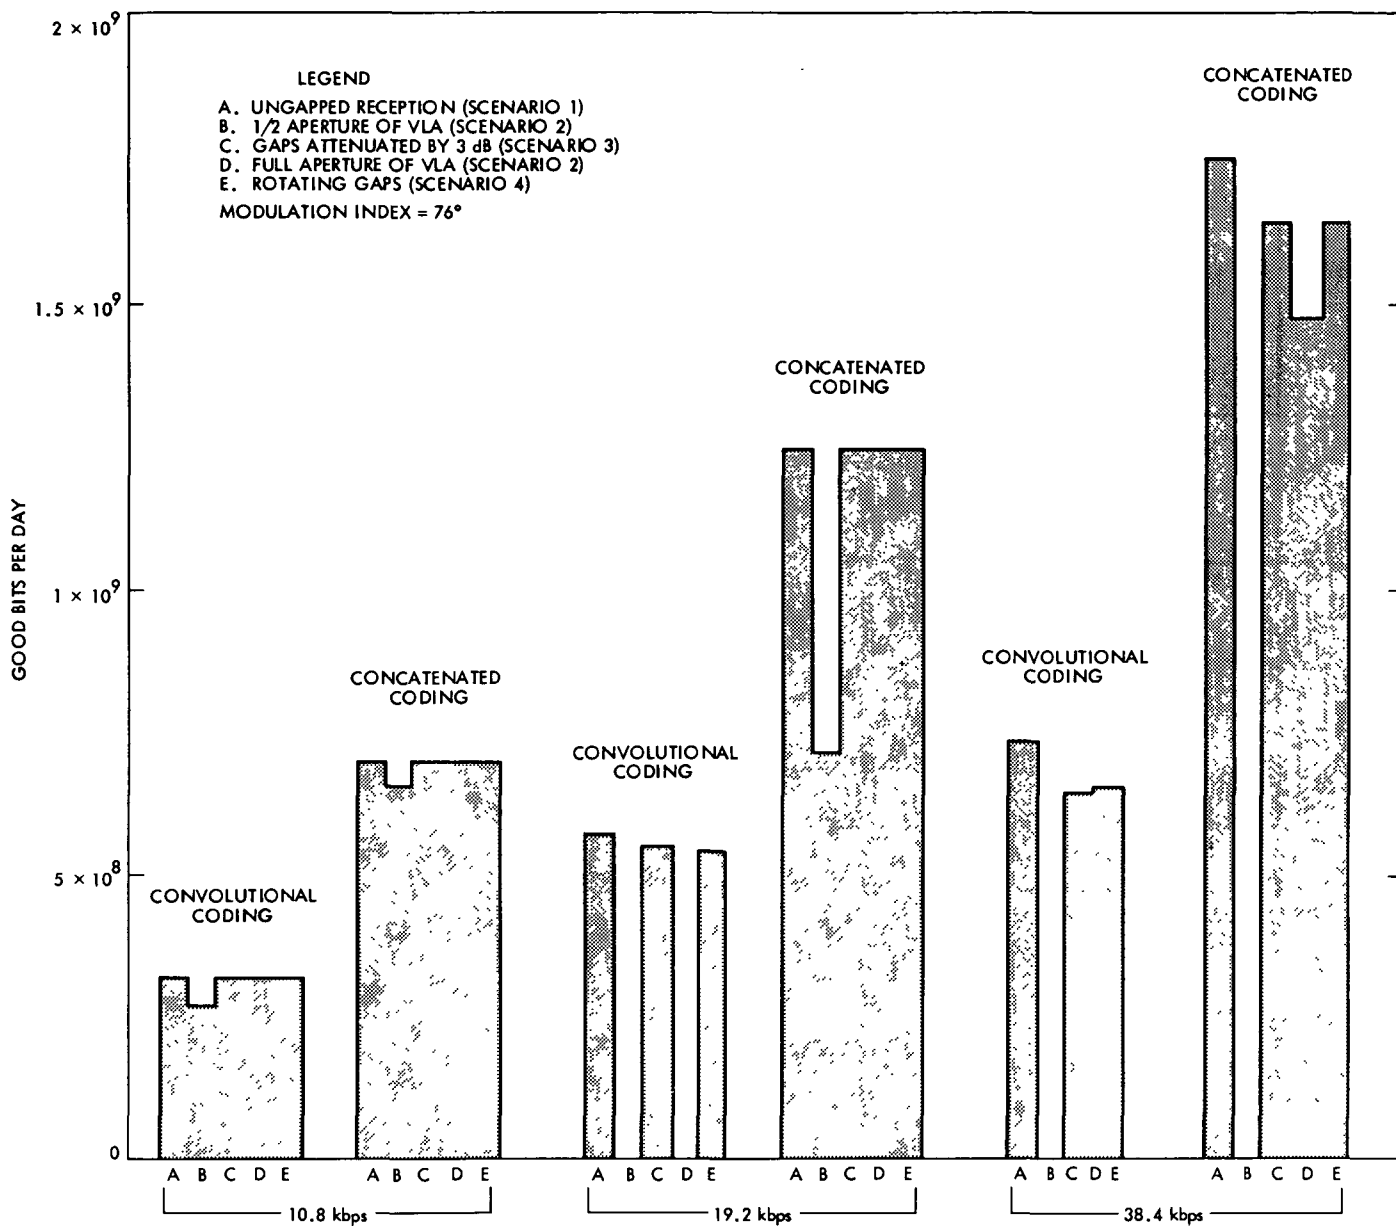 2 × 10⁹
LEGEND
A. UNGAPPED RECEPTION (SCENARIO 1)
B. 1/2 APERTURE OF VLA (SCENARIO 2)
C. GAPS ATTENUATED BY 3 dB (SCENARIO 3)
D. FULL APERTURE OF VLA (SCENARIO 2)
E. ROTATING GAPS (SCENARIO 4)
MODULATION INDEX = 76°
CONCATENATED
CODING
1.5 × 10⁹
CONCATENATED
CODING
GOOD BITS PER DAY
1 × 10⁹
CONVOLUTIONAL
CODING
CONCATENATED
CODING
CONVOLUTIONAL
CODING
5 × 10⁸
CONVOLUTIONAL
CODING
0
A B C D E A B C D E A B C D E A B C D E A B C D E A B C D E
10.8 kbps 19.2 kbps 38.4 kbps